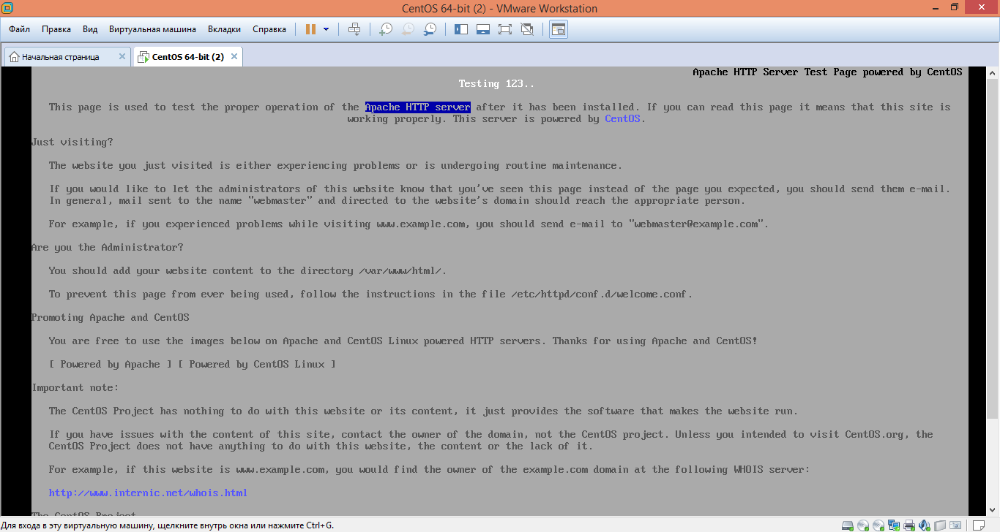 CentOS 64-bit (2) - VMware Workstation
Файл Правка Вид Виртуальная машина Вкладки Справка
Начальная страница CentOS 64-bit (2)
Apache HTTP Server Test Page powered by CentOS
Testing 123..
This page is used to test the proper operation of the Apache HTTP server after it has been installed. If you can read this page it means that this site is
working properly. This server is powered by CentOS.
Just visiting?
The website you just visited is either experiencing problems or is undergoing routine maintenance.
If you would like to let the administrators of this website know that you've seen this page instead of the page you expected, you should send them e-mail.
In general, mail sent to the name "webmaster" and directed to the website's domain should reach the appropriate person.
For example, if you experienced problems while visiting www.example.com, you should send e-mail to "webmaster@example.com".
Are you the Administrator?
You should add your website content to the directory /var/www/html/.
To prevent this page from ever being used, follow the instructions in the file /etc/httpd/conf.d/welcome.conf.
Promoting Apache and CentOS
You are free to use the images below on Apache and CentOS Linux powered HTTP servers. Thanks for using Apache and CentOS!
[ Powered by Apache ] [ Powered by CentOS Linux ]
Important note:
The CentOS Project has nothing to do with this website or its content, it just provides the software that makes the website run.
If you have issues with the content of this site, contact the owner of the domain, not the CentOS project. Unless you intended to visit CentOS.org, the
CentOS Project does not have anything to do with this website, the content or the lack of it.
For example, if this website is www.example.com, you would find the owner of the example.com domain at the following WHOIS server:
http://www.internic.net/whois.html
The CentOS Project
Для входа в эту виртуальную машину, щелкните внутрь окна или нажмите Ctrl+G.